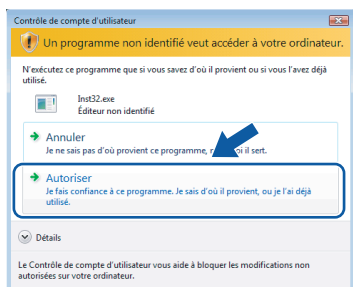 Contrôle de compte d'utilisateur
Un programme non identifié veut accéder à votre ordinateur.
N'exécutez ce programme que si vous savez d'où il provient ou si vous l'avez déjà
utilisé.
Inst32.exe
Éditeur non identifié
Annuler
Je ne sais pas d'où provient ce programme, oi il sert.
Autoriser
Je fais confiance à ce programme. Je sais d'où il provient, ou je l'ai déjà
utilisé.
Détails
Le Contrôle de compte d'utilisateur vous aide à bloquer les modifications non
autorisées sur votre ordinateur.